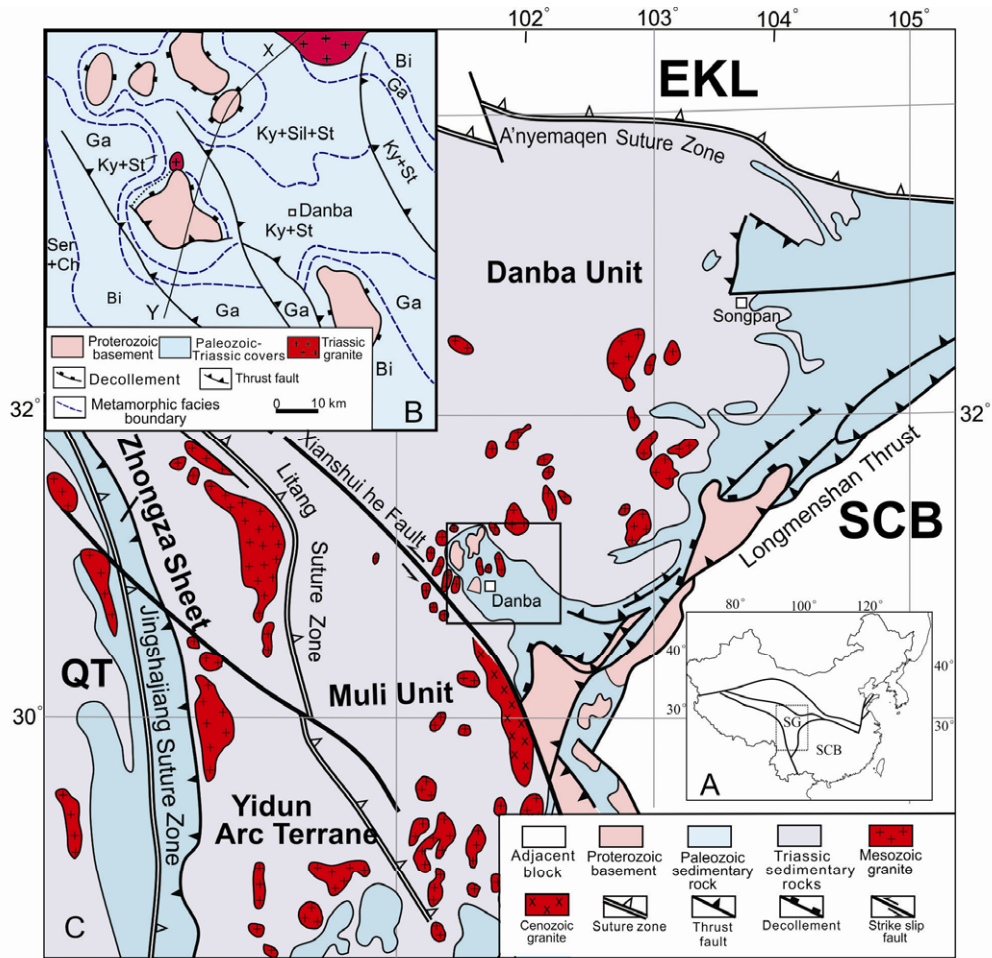 102°
103°
104°
105°
EKL
A'nyemaqen Suture Zone
Danba Unit
Songpan
32°
32°
30°
X
Bi
Ga
Ky+Sil+St
Ga
Ky+St
Ky+St
Danba
Ky+St
Sen
+Ch
Bi
Y
Ga
Ga
Ga
Bi
Proterozoic
basement
Paleozoic-
Triassic covers
Triassic
granite
Decollement
Thrust fault
Metamorphic facies
boundary
0 10 km
B
Zhongza Sheet
Litang
Suture Zone
Xianshui he Fault
Longmenshan Thrust
SCB
Danba
QT
Jingshajiang Suture Zone
Muli Unit
Yidun
Arc Terrane
C
80°
100°
120°
40°
40°
30°
30°
SG
SCB
A
Adjacent
block
Proterozoic
basement
Paleozoic
sedimentary
rock
Triassic
sedimentary
rocks
Mesozoic
granite
Cenozoic
granite
Suture zone
Thrust
fault
Decollement
Strike slip
fault